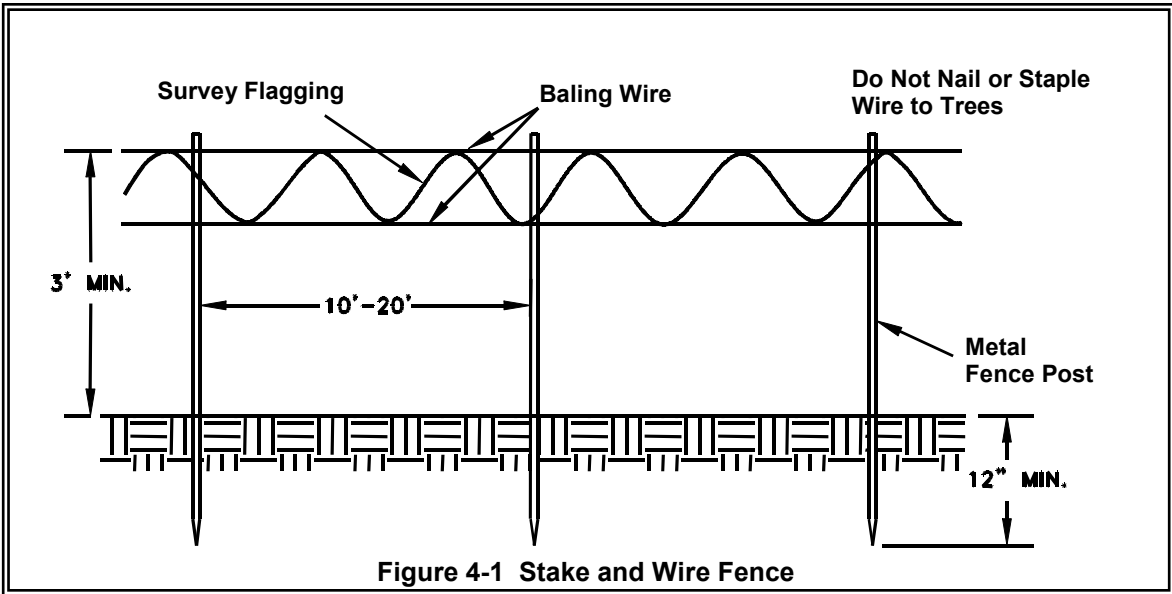 Survey Flagging
Baling Wire
Do Not Nail or Staple
Wire to Trees
3' MIN.
10'-20'
Metal
Fence Post
12" MIN.
Figure 4-1 Stake and Wire Fence